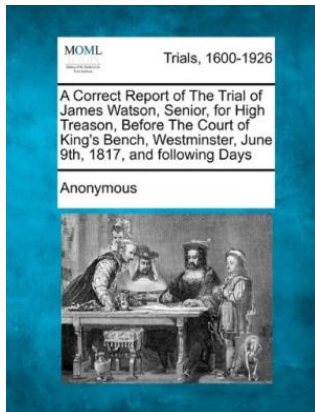 MOML
Trials, 1600-1926
A Correct Report of The Trial of
James Watson, Senior, for High
Treason, Before The Court of
King's Bench, Westminster, June
9th, 1817, and following Days
Anonymous